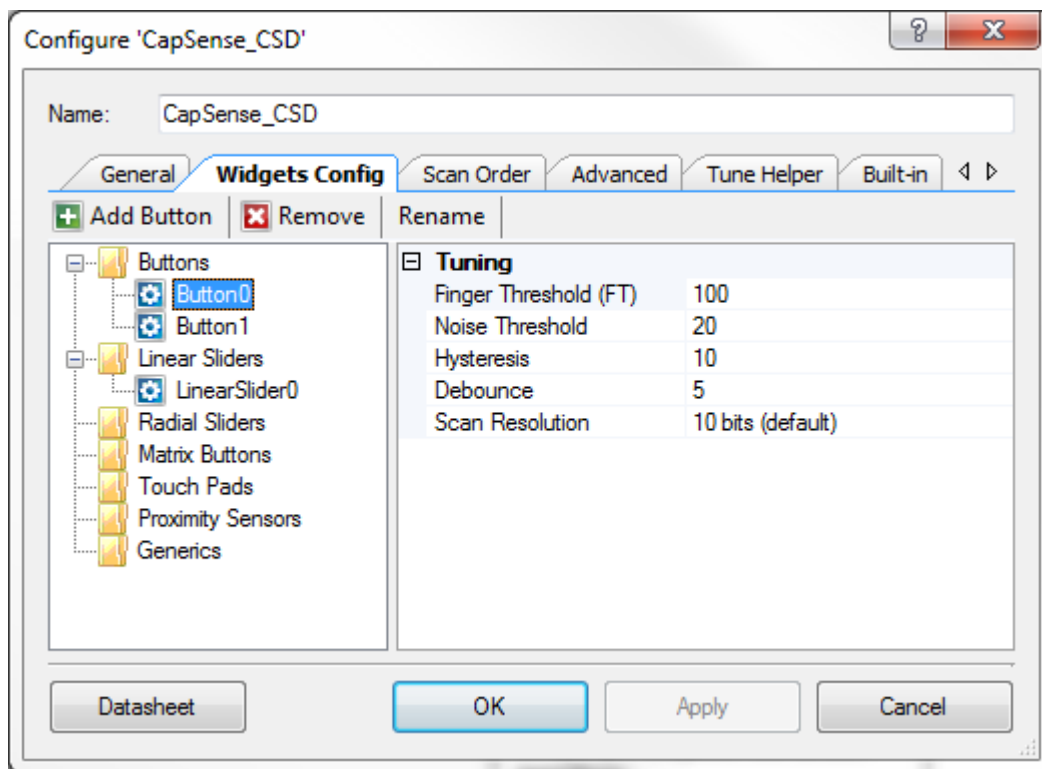 Configure 'CapSense_CSD'
Name: CapSense_CSD
General Widgets Config Scan Order Advanced Tune Helper Built-in
Add Button Remove Rename
Buttons
Button0
Button1
Linear Sliders
LinearSlider0
Radial Sliders
Matrix Buttons
Touch Pads
Proximity Sensors
Generics
Tuning
Finger Threshold (FT) 100
Noise Threshold 20
Hysteresis 10
Debounce 5
Scan Resolution 10 bits (default)
Datasheet OK Apply Cancel